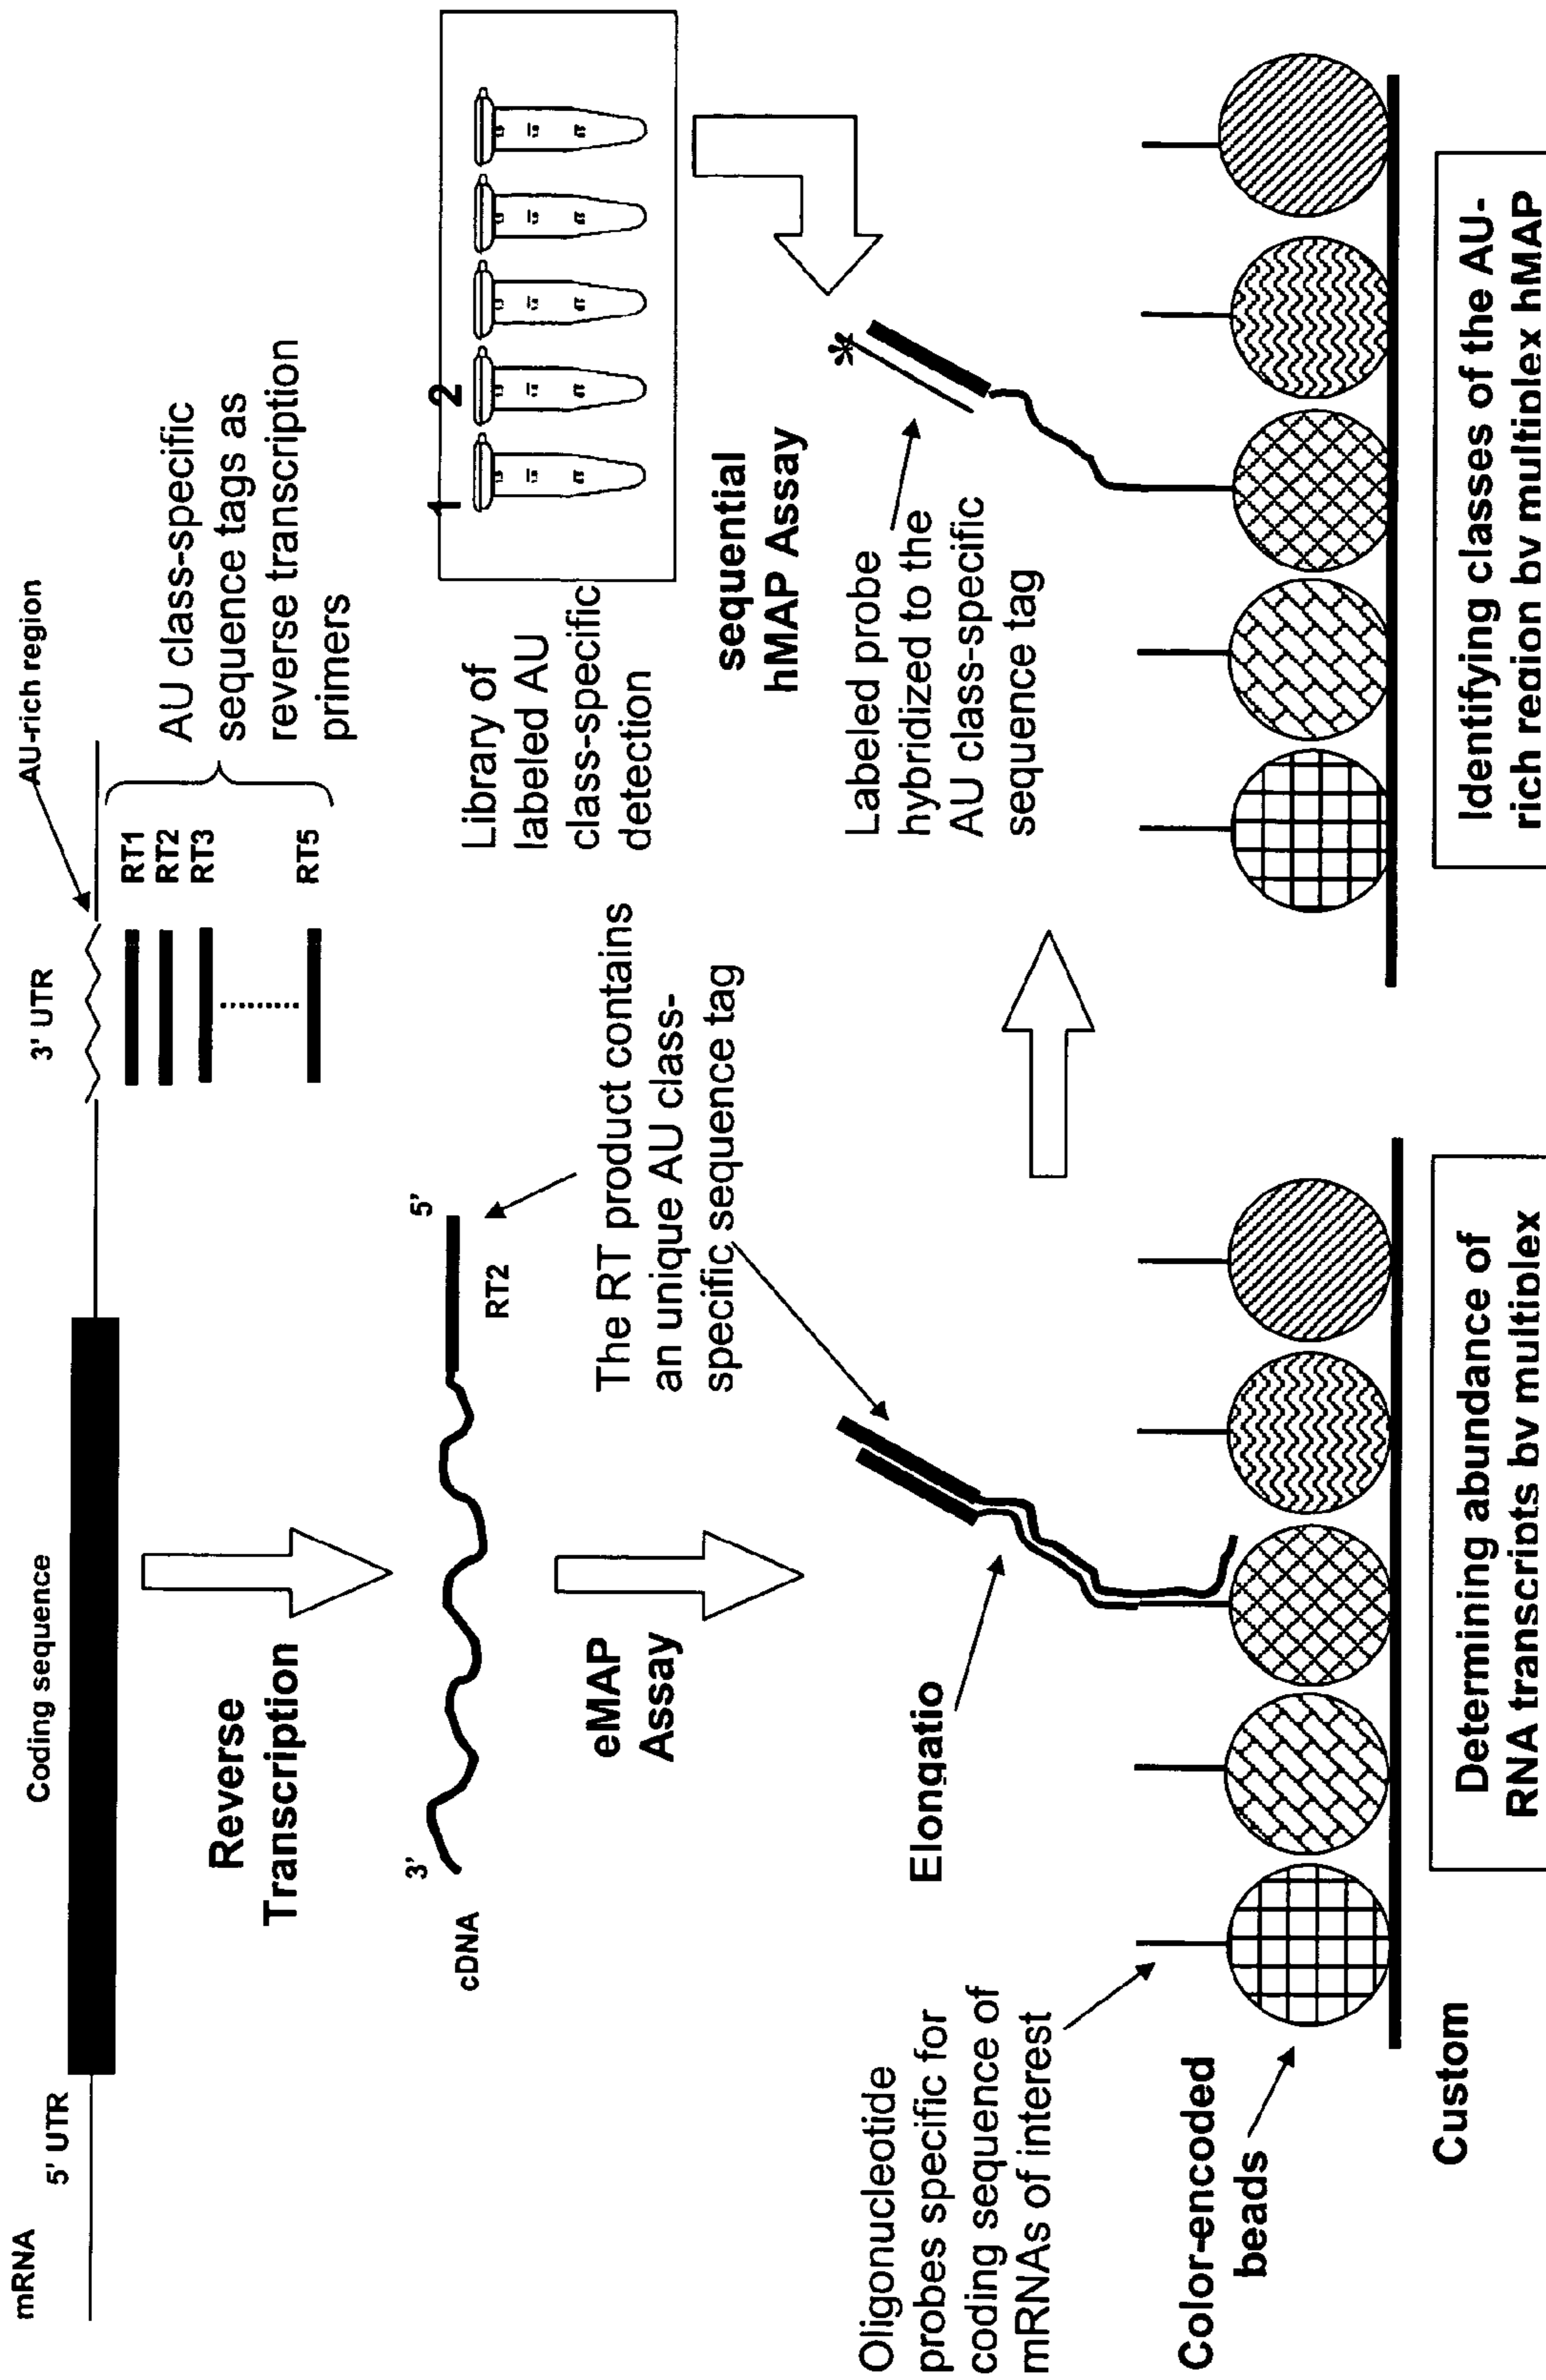 mRNA
5' UTR
Coding sequence
3' UTR
AU-rich region
RT1
RT2
RT3
RT5
AU class-specific
sequence tags as
reverse transcription
primers
Reverse
Transcription
3'
cDNA
5'
RT2
eMAP
Assay
The RT product contains
an unique AU class-
specific sequence tag
Library of
labeled AU
class-specific
detection
1
2
sequential
hMAP Assay
Labeled probe
hybridized to the
AU class-specific
sequence tag
*
Elongatio
Oligonucleotide
probes specific for
coding sequence of
mRNAs of interest
Color-encoded
beads
Custom
Determining abundance of
RNA transcripts by multiplex
Identifying classes of the AU-
rich region by multiplex hMAP